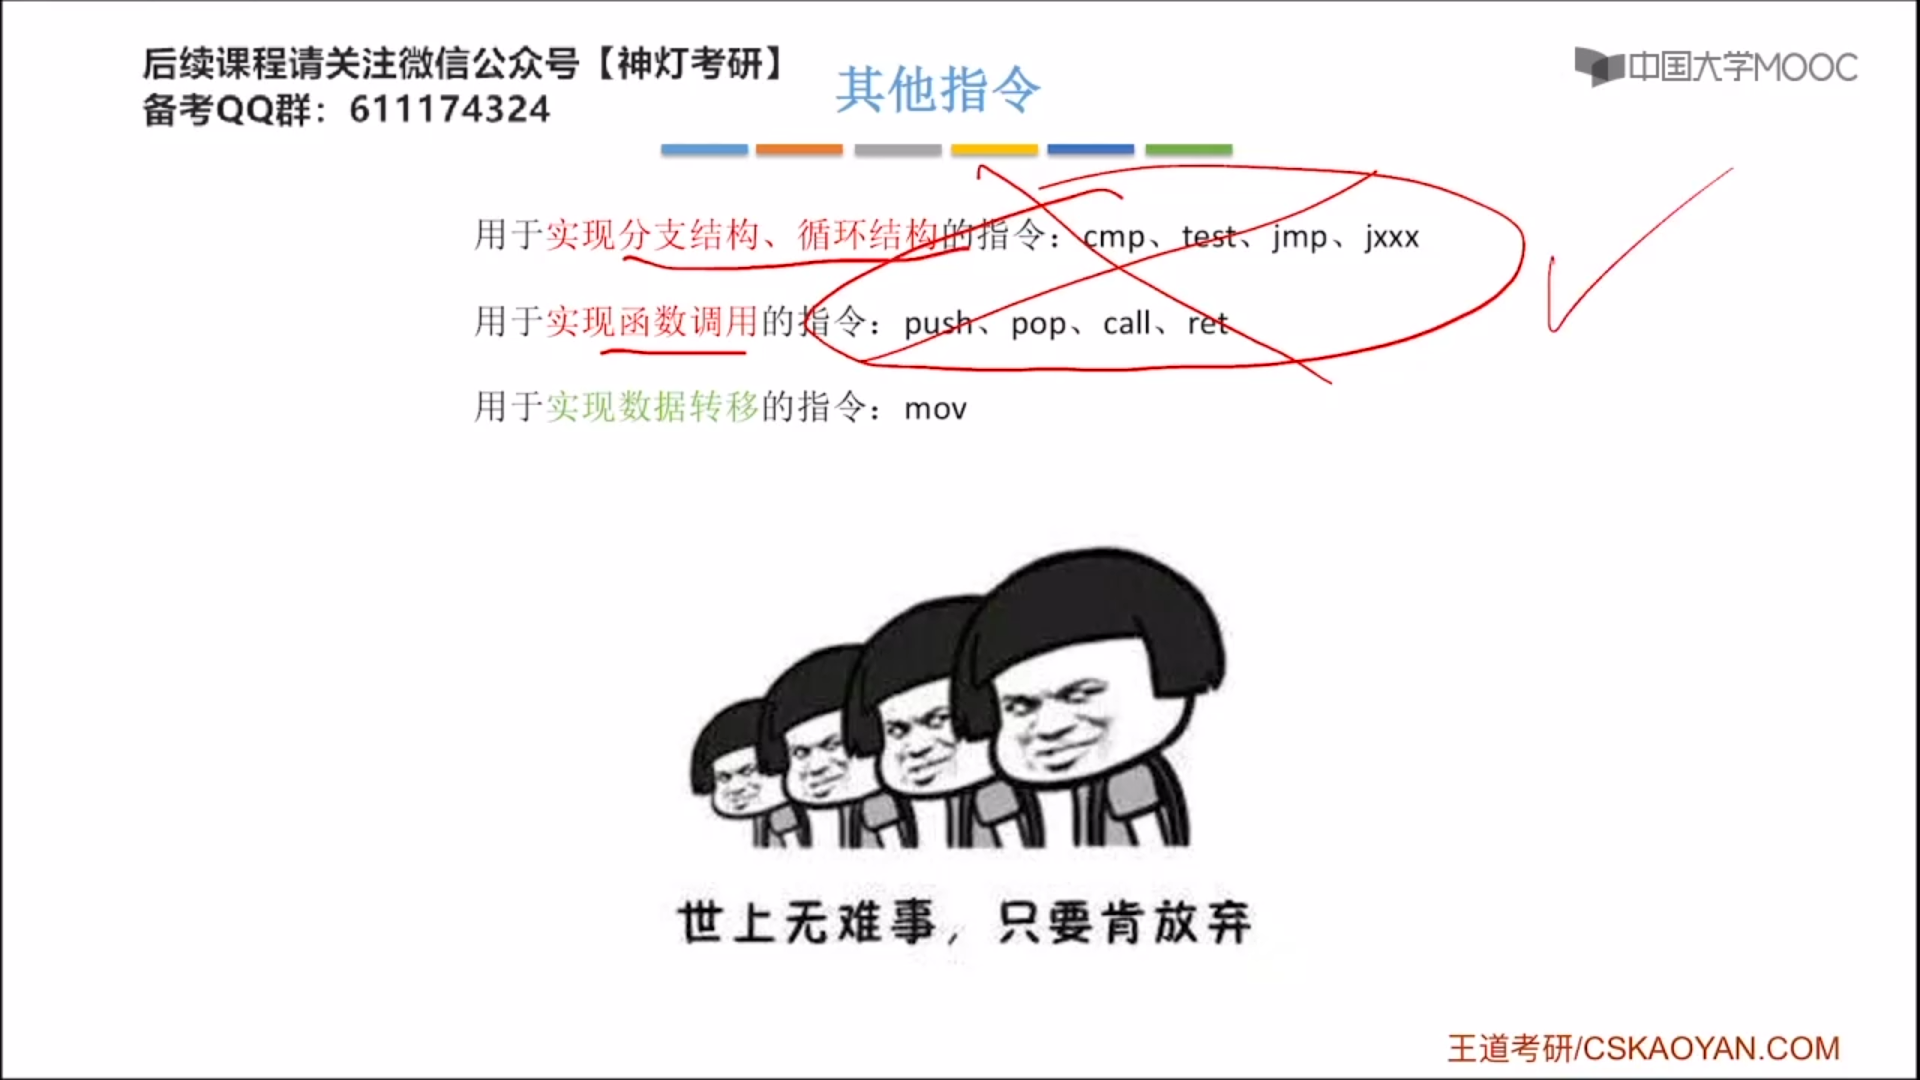 后续课程请关注微信公众号【神灯考研】
备考QQ群：611174324
其他指令
中国大学MOOC
用于实现分支结构、循环结构的指令：cmp、test、jmp、jxxx
用于实现函数调用的指令：push、pop、call、ret
用于实现数据转移的指令：mov
世上无难事，只要肯放弃
王道考研/CSKAOYAN.COM